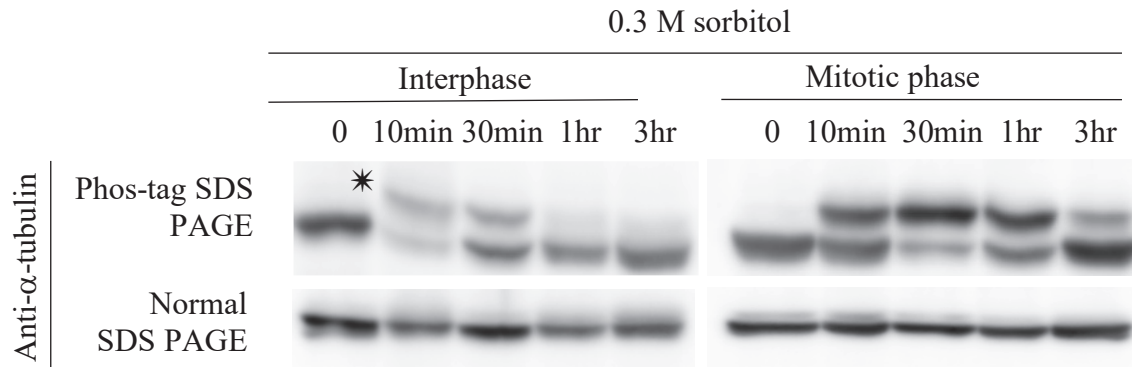 0.3 M sorbitol
Interphase Mitotic phase
0 10min 30min 1hr 3hr 0 10min 30min 1hr 3hr
Anti-α-tubulin
Phos-tag SDS
PAGE
Normal
SDS PAGE